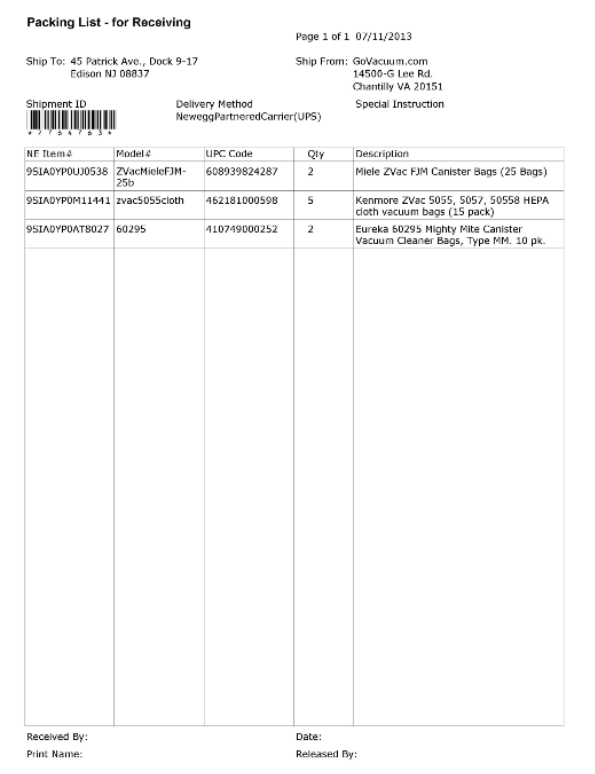 Packing List - for Receiving
Page 1 of 1 07/11/2013
Ship To: 45 Patrick Ave., Dock 9-17
Edison NJ 08837
Ship From: GoVacuum.com
14500-G Lee Rd.
Chantilly VA 20151
Shipment ID
Delivery Method
NeweggPartneredCarrier(UPS)
Special Instruction
NE Item# Model# UPC Code Qty Description
9SIA0YP0UJ0538 ZVacMieleFJM- 608939824287 2 Miele ZVac FJM Canister Bags (25 Bags)
25b
9SIA0YP0M11441 zvac5055cloth 462181000598 5 Kenmore ZVac 5055, 5057, 50558 HEPA
cloth vacuum bags (15 pack)
9SIA0YP0AT8027 60295 410749000252 2 Eureka 60295 Mighty Mite Canister
Vacuum Cleaner Bags, Type MM. 10 pk.
Received By: Date:
Print Name: Released By: